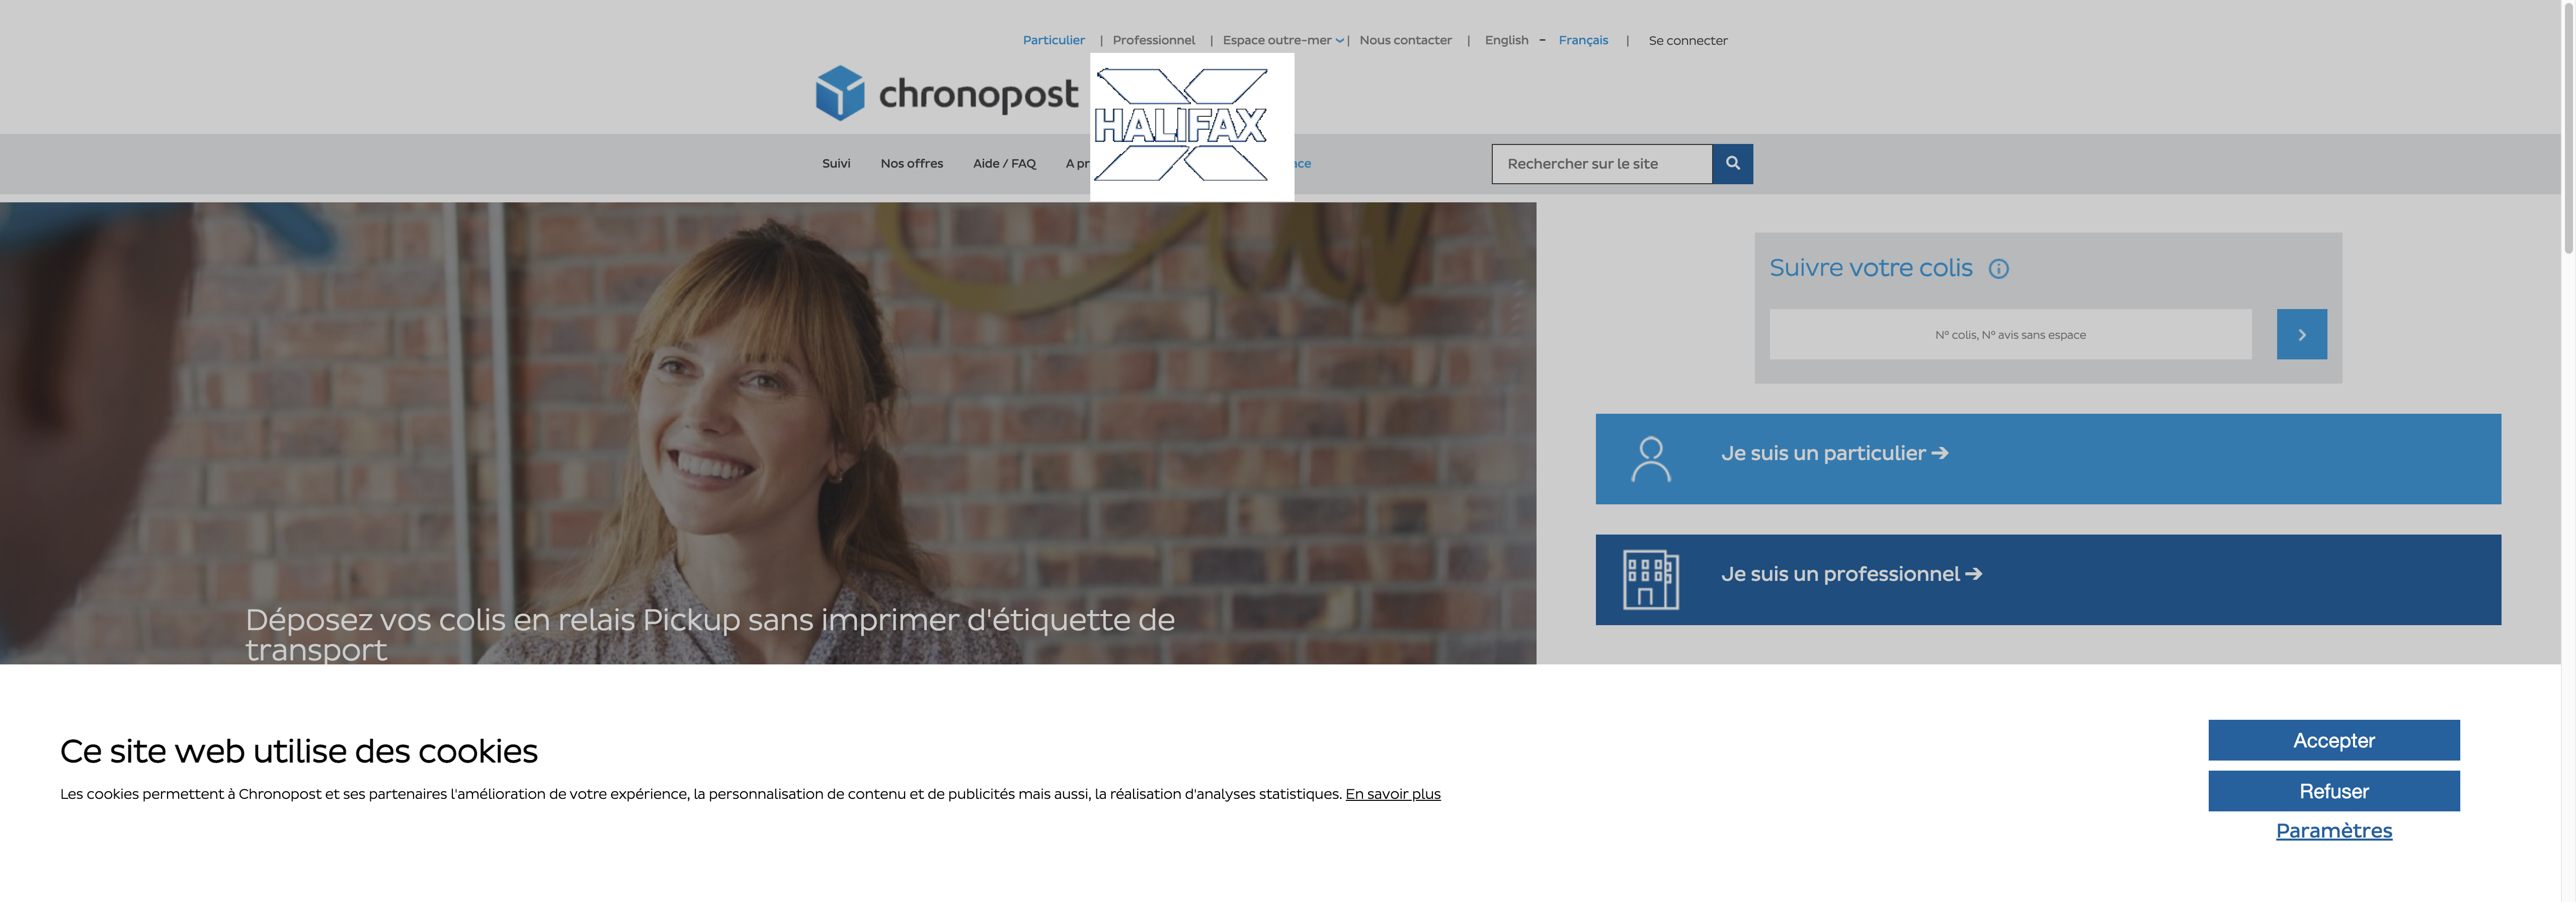 Particulier | Professionnel | Espace outre-mer | Nous contacter | English - Français | Se connecter
chronopost
HALIFAX
Suivi Nos offres Aide / FAQ
Rechercher sur le site
Suivre votre colis
N° colis, N° avis sans espace
Je suis un particulier →
Je suis un professionnel →
Déposez vos colis en relais Pickup sans imprimer d'étiquette de
transport
Ce site web utilise des cookies
Les cookies permettent à Chronopost et ses partenaires l'amélioration de votre expérience, la personnalisation de contenu et de publicités mais aussi, la réalisation d'analyses statistiques. En savoir plus
Accepter
Refuser
Paramètres